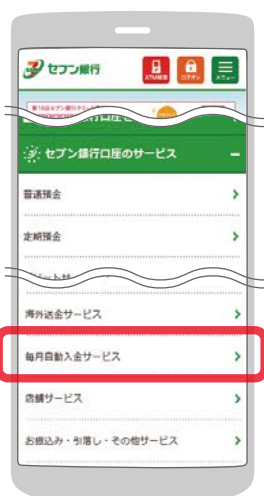 セブン銀行
ATM検索
ログオン
メニュー
セブン銀行口座のサービス
普通預金
定期預金
海外送金サービス
毎月自動入金サービス
店舗サービス
お振込み・引落し・その他サービス